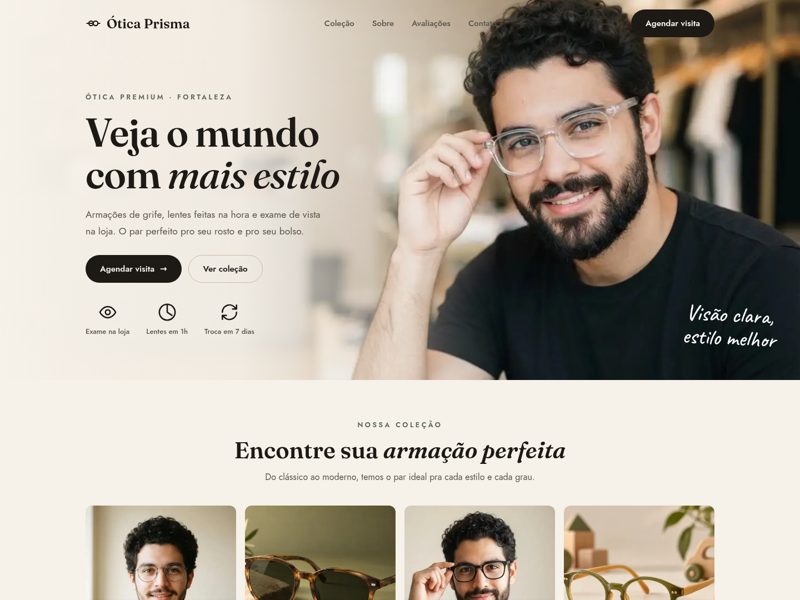 Ótica Prisma
Coleção Sobre Avaliações
Agendar visita
ÓTICA PREMIUM · FORTALEZA
Veja o mundo
com mais estilo
Armações de grife, lentes feitas na hora e exame de vista
na loja. O par perfeito pro seu rosto e pro seu bolso.
Agendar visita →
Ver coleção
Exame na loja
Lentes em 1h
Troca em 7 dias
Visão clara,
estilo melhor
NOSSA COLEÇÃO
Encontre sua armação perfeita
Do clássico ao moderno, temos o par ideal pra cada estilo e cada grau.